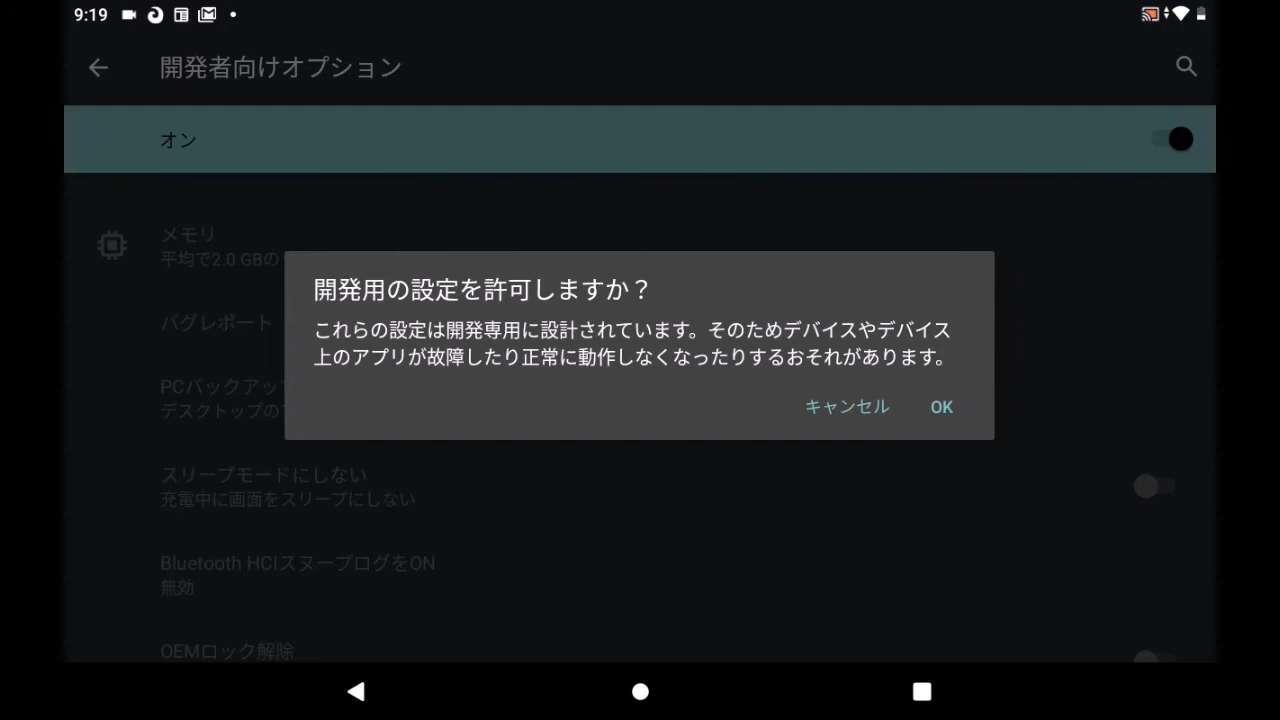 9:19
開発者向けオプション
オン
メモリ
平均で2.0 GBの
バグレポート
PCバックアップ
デスクトップの
スリープモードにしない
充電中に画面をスリープにしない
Bluetooth HCIスヌープログをON
無効
OEMロック解除
開発用の設定を許可しますか？
これらの設定は開発専用に設計されています。そのためデバイスやデバイス
上のアプリが故障したり正常に動作しなくなったりするおそれがあります。
キャンセル
OK